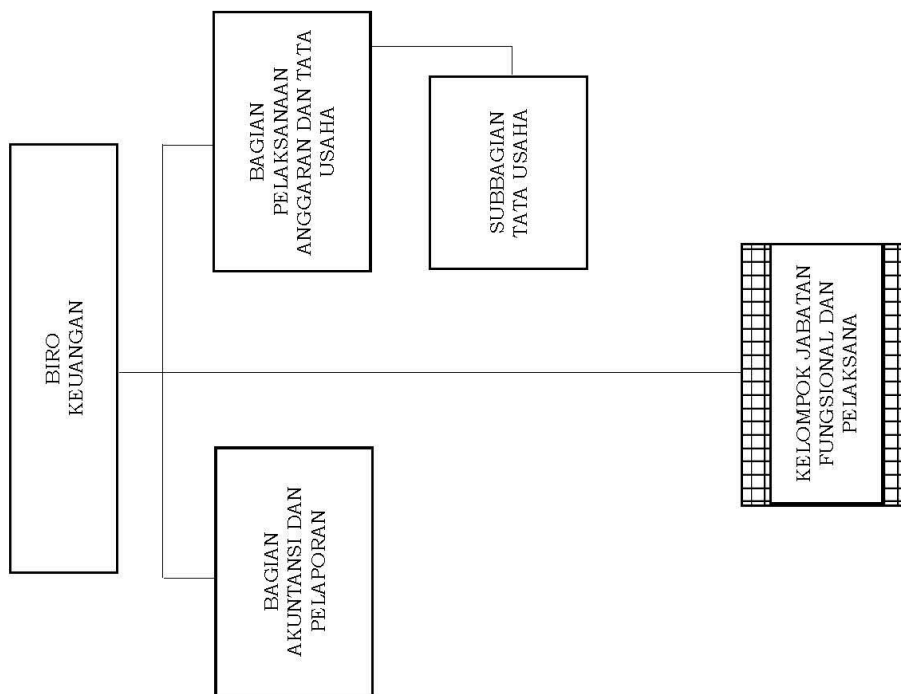 BIRO
KEUANGAN
BAGIAN
AKUNTANSI DAN
PELAPORAN
BAGIAN
PELAKSANAAN
ANGGARAN DAN TATA
USAHA
SUBBAGIAN
TATA USAHA
KELOMPOK JABATAN
FUNGSIONAL DAN
PELAKSANA